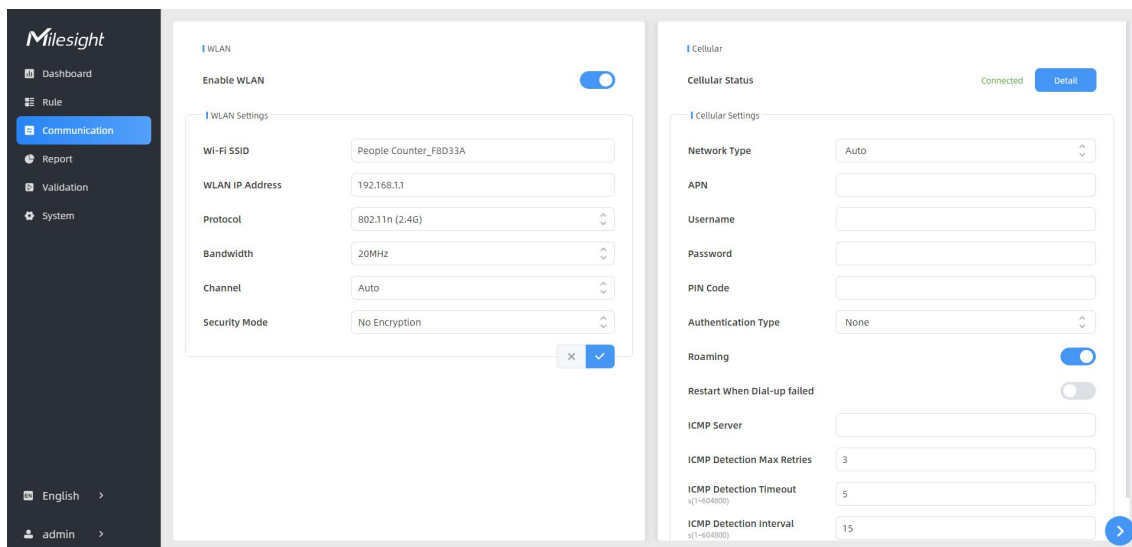 Milesight
Dashboard
Rule
Communication
Report
Validation
System
EN English >
admin >
WLAN
Enable WLAN
WLAN Settings
Wi-Fi SSID People Counter_F8D33A
WLAN IP Address 192.168.1.1
Protocol 802.11n (2.4G)
Bandwidth 20MHz
Channel Auto
Security Mode No Encryption
Cellular
Cellular Status Connected Detail
Cellular Settings
Network Type Auto
APN
Username
Password
PIN Code
Authentication Type None
Roaming
Restart When Dial-up failed
ICMP Server
ICMP Detection Max Retries 3
ICMP Detection Timeout 5
s(1~604800)
ICMP Detection Interval 15
s(1~604800)